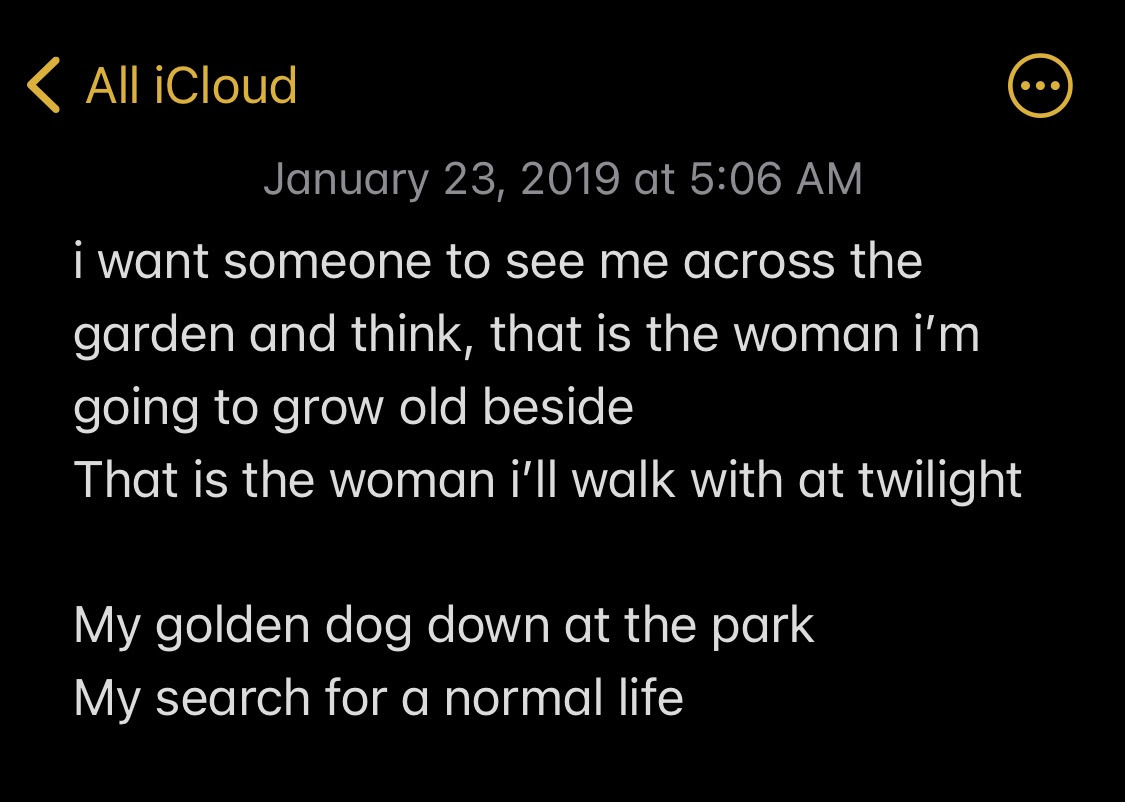 All iCloud
January 23, 2019 at 5:06 AM
i want someone to see me across the
garden and think, that is the woman i’m
going to grow old beside
That is the woman i’ll walk with at twilight
My golden dog down at the park
My search for a normal life